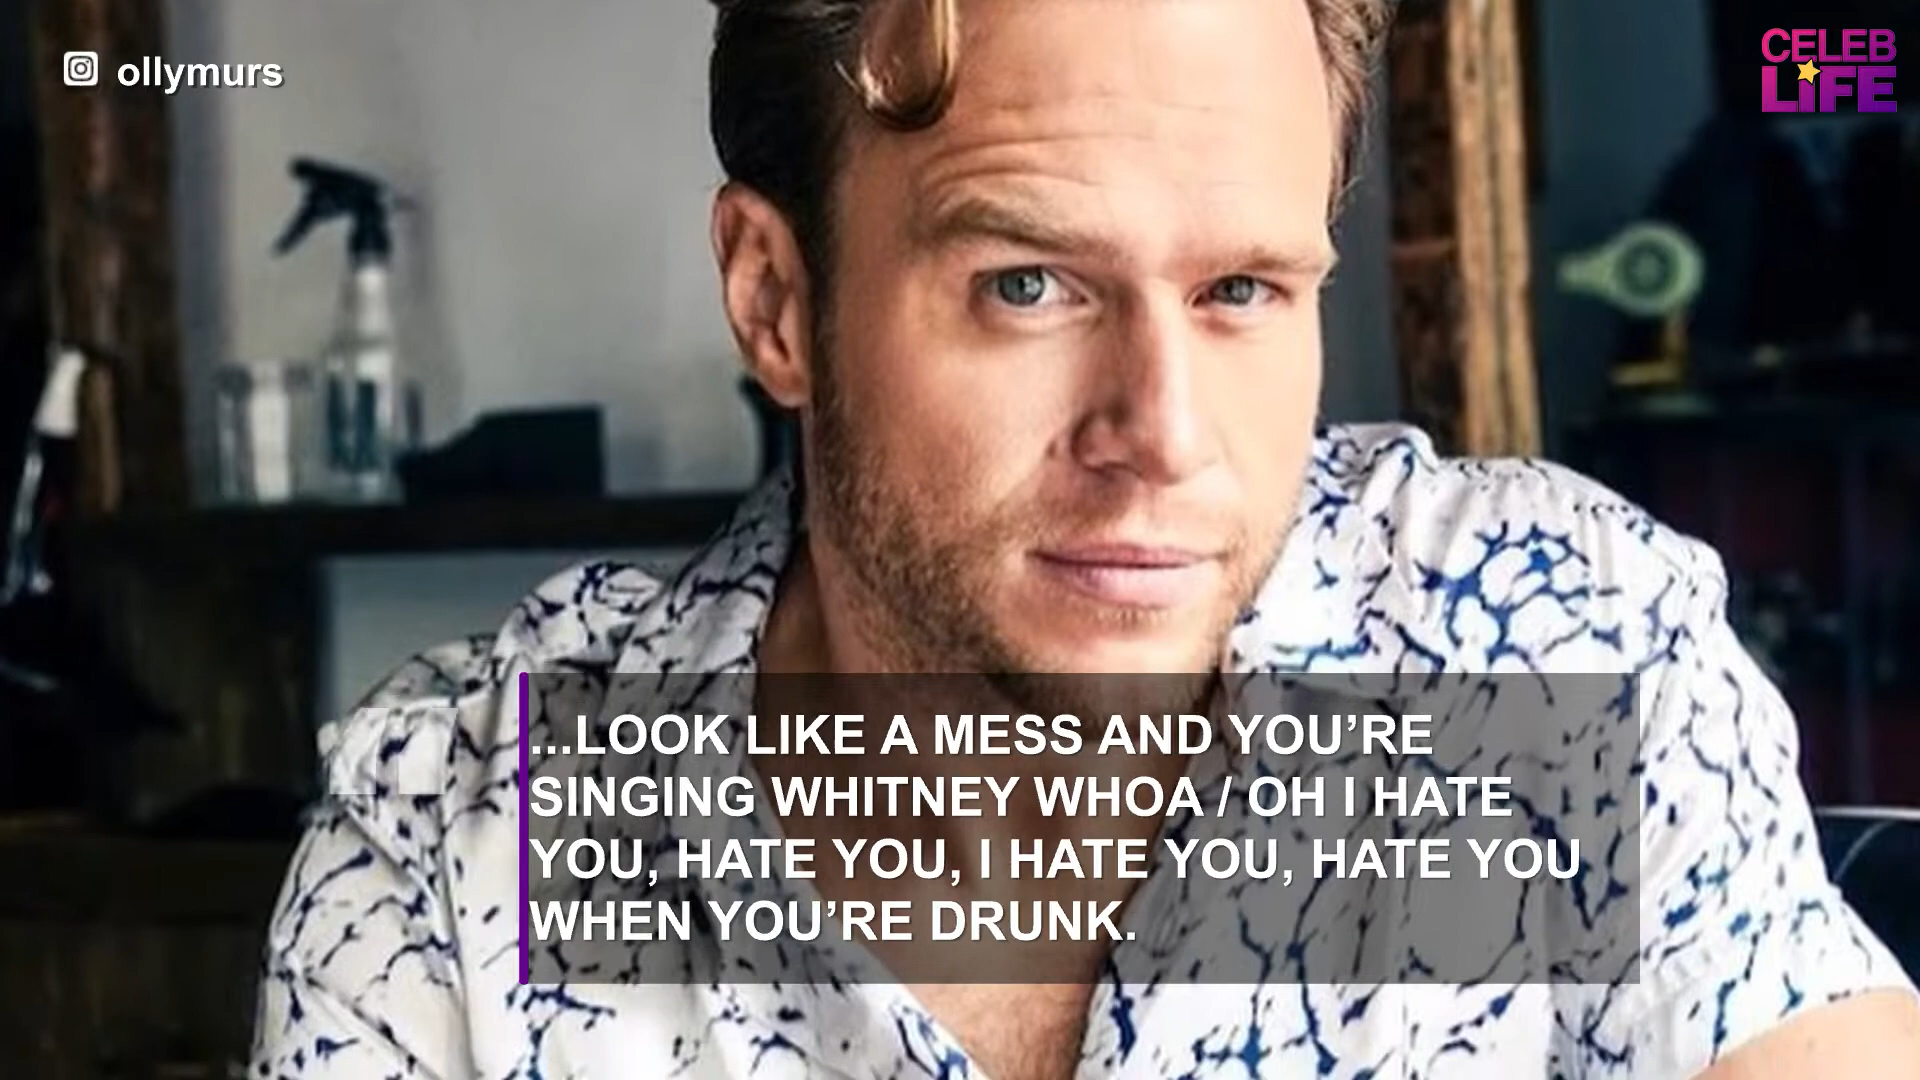 ollymurs
CELEB
LiFE
...LOOK LIKE A MESS AND YOU’RE
SINGING WHITNEY WHOA / OH I HATE
YOU, HATE YOU, I HATE YOU, HATE YOU
WHEN YOU’RE DRUNK.